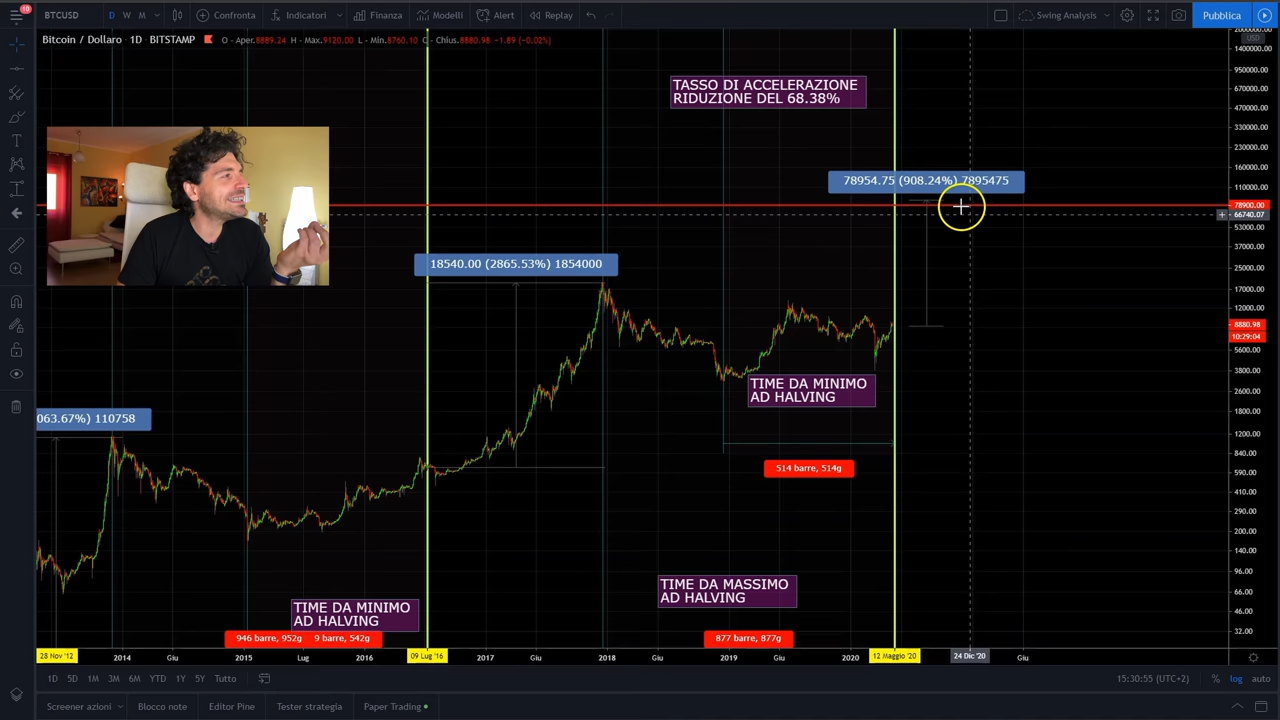 10
BTCUSD
D W M
Confronta
Indicatori
Finanza
Modelli
Alert
Replay
Swing Analysis
Pubblica
Bitcoin / Dollaro · 1D · BITSTAMP
O - Aper.8889.24 H - Max.9120.00 L - Min.8760.10 C - Chius.8880.98 -1.89 (-0.02%)
USD
TASSO DI ACCELERAZIONE
RIDUZIONE DEL 68.38%
78954.75 (908.24%) 7895475
18540.00 (2865.53%) 1854000
063.67%) 110758
TIME DA MINIMO
AD HALVING
514 barre, 514g
TIME DA MASSIMO
AD HALVING
877 barre, 877g
TIME DA MINIMO
AD HALVING
946 barre, 952g 9 barre, 542g
1400000.00
950000.00
670000.00
470000.00
330000.00
230000.00
160000.00
110000.00
78900.00
66740.07
53000.00
37000.00
25000.00
17000.00
12000.00
8880.98
10:29:04
5600.00
3800.00
2600.00
1800.00
1200.00
840.00
590.00
410.00
290.00
200.00
140.00
96.00
66.00
46.00
32.00
28 Nov '12 2014 Giu 2015 Lug 2016 09 Lug '16 2017 Giu 2018 Giu 2019 Giu 2020 12 Maggio '20 24 Dic '20 Giu
1D 5D 1M 3M 6M YTD 1Y 5Y Tutto
15:30:55 (UTC+2) % log auto
Screener azioni Blocco note Editor Pine Tester strategia Paper Trading